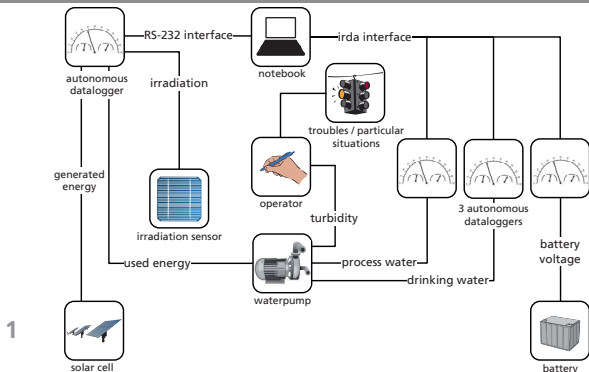 RS-232 interface
irda interface
autonomous
datalogger
notebook
irradiation
troubles / particular
situations
generated
energy
operator
3 autonomous
dataloggers
irradiation sensor
turbidity
battery
voltage
used energy
process water
drinking water
waterpump
1
solar cell
battery